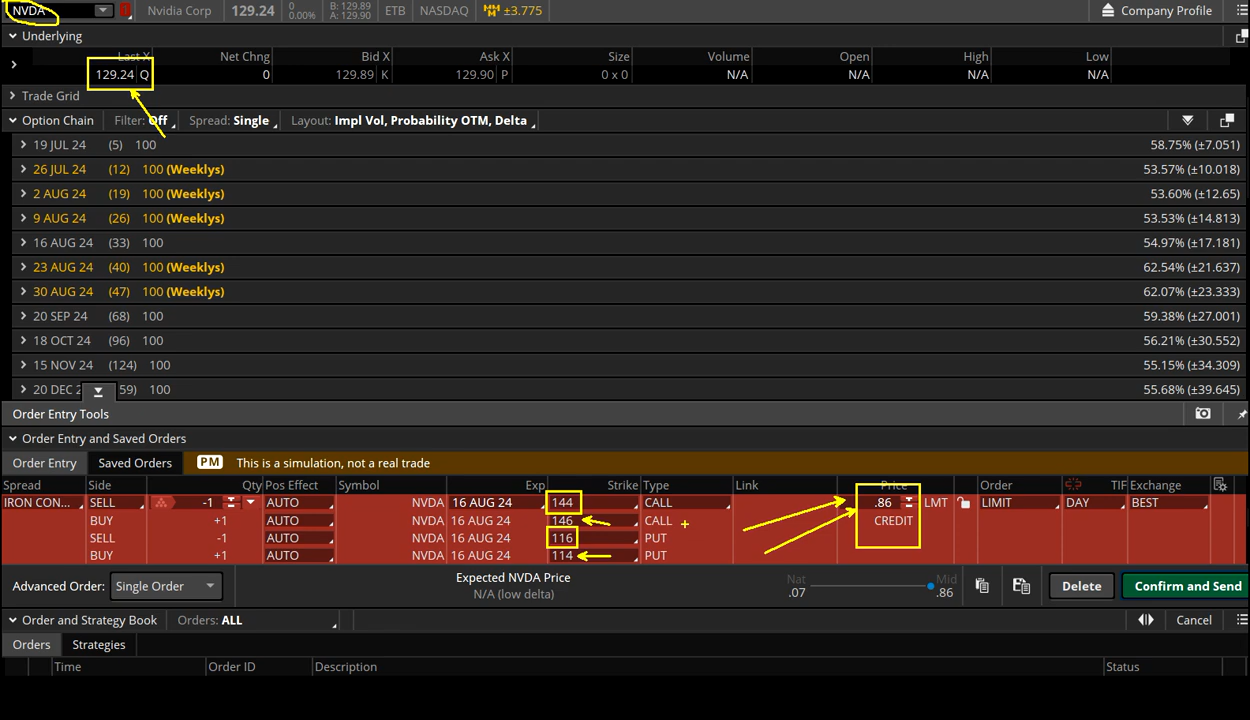 NVDA Nvidia Corp 129.24 0 0.00% B: 129.89 A: 129.90 ETB NASDAQ ±3.775 Company Profile
Underlying
Last X Net Chng Bid X Ask X Size Volume Open High Low
129.24 Q 0 129.89 K 129.90 P 0 x 0 N/A N/A N/A N/A
Trade Grid
Option Chain Filter: Off Spread: Single Layout: Impl Vol, Probability OTM, Delta
19 JUL 24 (5) 100 58.75% (±7.051)
26 JUL 24 (12) 100 (Weeklys) 53.57% (±10.018)
2 AUG 24 (19) 100 (Weeklys) 53.60% (±12.65)
9 AUG 24 (26) 100 (Weeklys) 53.53% (±14.813)
16 AUG 24 (33) 100 54.97% (±17.181)
23 AUG 24 (40) 100 (Weeklys) 62.54% (±21.637)
30 AUG 24 (47) 100 (Weeklys) 62.07% (±23.333)
20 SEP 24 (68) 100 59.38% (±27.001)
18 OCT 24 (96) 100 56.21% (±30.552)
15 NOV 24 (124) 100 55.15% (±34.309)
20 DEC 2 59) 100 55.68% (±39.645)
Order Entry Tools
Order Entry and Saved Orders
Order Entry Saved Orders PM This is a simulation, not a real trade
Spread Side Qty Pos Effect Symbol Exp Strike Type Link Price Order TIF Exchange
IRON CON... SELL -1 AUTO NVDA 16 AUG 24 144 CALL .86 LMT LIMIT DAY BEST
BUY +1 AUTO NVDA 16 AUG 24 146 CALL CREDIT
SELL -1 AUTO NVDA 16 AUG 24 116 PUT
BUY +1 AUTO NVDA 16 AUG 24 114 PUT
Advanced Order: Single Order Expected NVDA Price N/A (low delta) Nat .07 Mid .86 Delete Confirm and Send
Order and Strategy Book Orders: ALL Cancel
Orders Strategies
Time Order ID Description Status